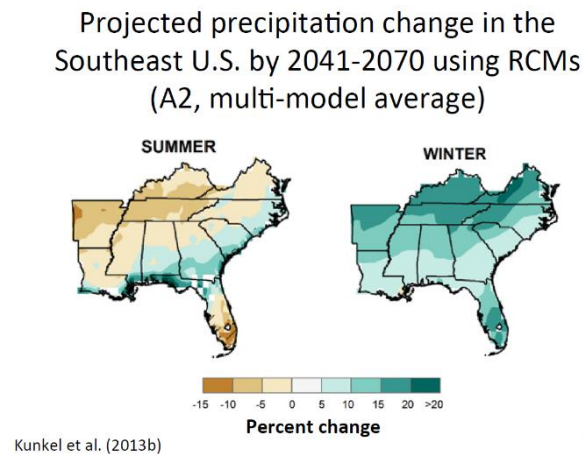 Projected precipitation change in the
Southeast U.S. by 2041-2070 using RCMs
(A2, multi-model average)
SUMMER
WINTER
-15 -10 -5 0 5 10 15 20 >20
Percent change
Kunkel et al. (2013b)